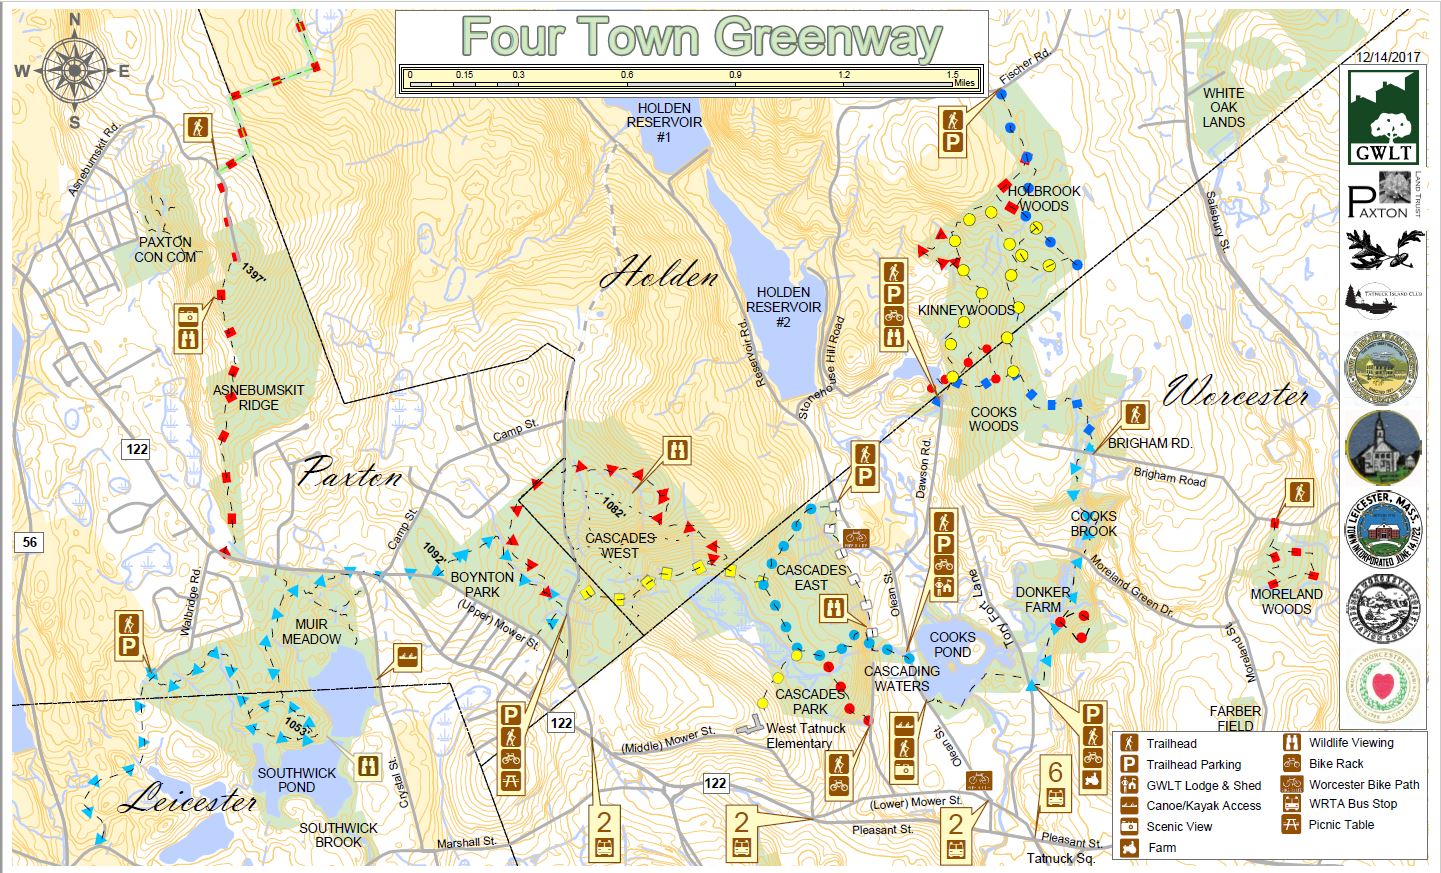 Four Town Greenway
0 0.15 0.3 0.6 0.9 1.2 1.5
Miles
12/14/2017
N
W E
S
Fischer Rd.
HOLDEN
RESERVOIR
#1
WHITE
OAK
LANDS
GWLT
PAXTON
LAND TRUST
TATNUCK ISLAND CLUB
Asnebumskit Rd.
Salisbury St.
HOLBROOK
WOODS
PAXTON
CON COM
1397'
Holden
HOLDEN
RESERVOIR
#2
KINNEYWOODS
Reservoir Rd.
Stonehouse Hill Road
ASNEBUMSKIT
RIDGE
Worcester
COOKS
WOODS
Camp St.
122
BRIGHAM RD.
Paxton
Brigham Road
Dawson Rd.
1082'
LEICESTER, MASS.
TOWN INCORPORATED JUNE 14, 1722
COOKS
BROOK
Camp St.
56
1092'
CASCADES
WEST
BOYNTON
PARK
CASCADES
EAST
Olean St.
Tory Fort Lane
Moreland Green Dr.
DONKER
FARM
MORELAND
WOODS
Walbridge Rd.
(Upper) Mower St.
MUIR
MEADOW
COOKS
POND
Moreland St
CASCADING
WATERS
CASCADES
PARK
1053'
122
West Tatnuck
Elementary
FARBER
FIELD
(Middle) Mower St.
Olean St.
SOUTHWICK
POND
Crystal St.
122
Leicester
(Lower) Mower St.
SOUTHWICK
BROOK
Marshall St.
Pleasant St.
Pleasant St.
Tatnuck Sq.
2
2
2
6
P
P
P
P
P
P
P
P
Trailhead
Wildlife Viewing
P Trailhead Parking
Bike Rack
GWLT Lodge & Shed
Worcester Bike Path
Canoe/Kayak Access
WRTA Bus Stop
Scenic View
Picnic Table
Farm